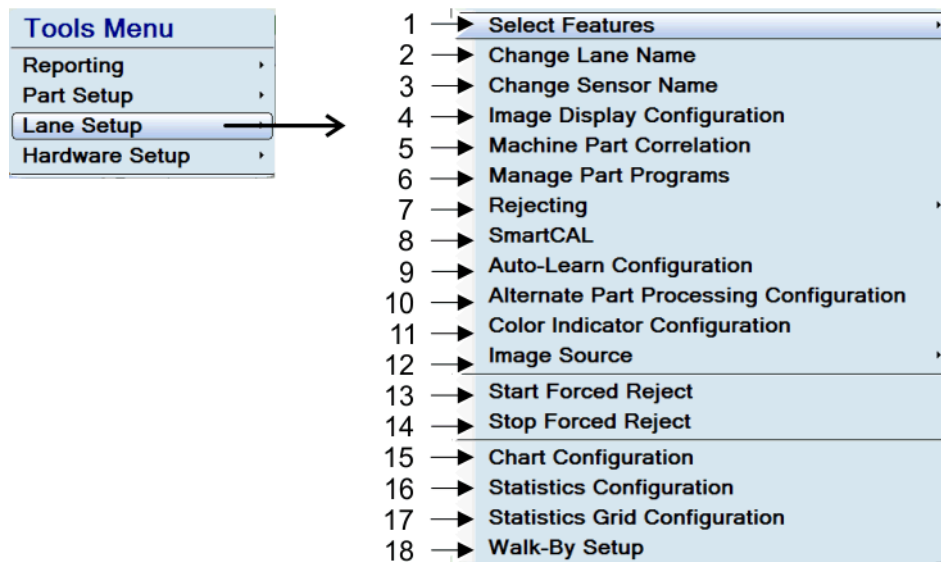 Tools Menu
Reporting
Part Setup
Lane Setup
Hardware Setup
1 Select Features
2 Change Lane Name
3 Change Sensor Name
4 Image Display Configuration
5 Machine Part Correlation
6 Manage Part Programs
7 Rejecting
8 SmartCAL
9 Auto-Learn Configuration
10 Alternate Part Processing Configuration
11 Color Indicator Configuration
12 Image Source
13 Start Forced Reject
14 Stop Forced Reject
15 Chart Configuration
16 Statistics Configuration
17 Statistics Grid Configuration
18 Walk-By Setup